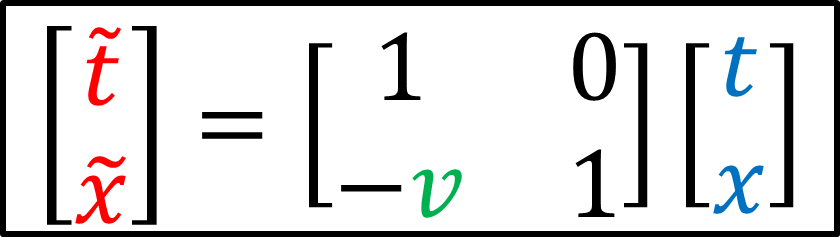 [t̃ x̃] = [1 0 −v 1] [t x]